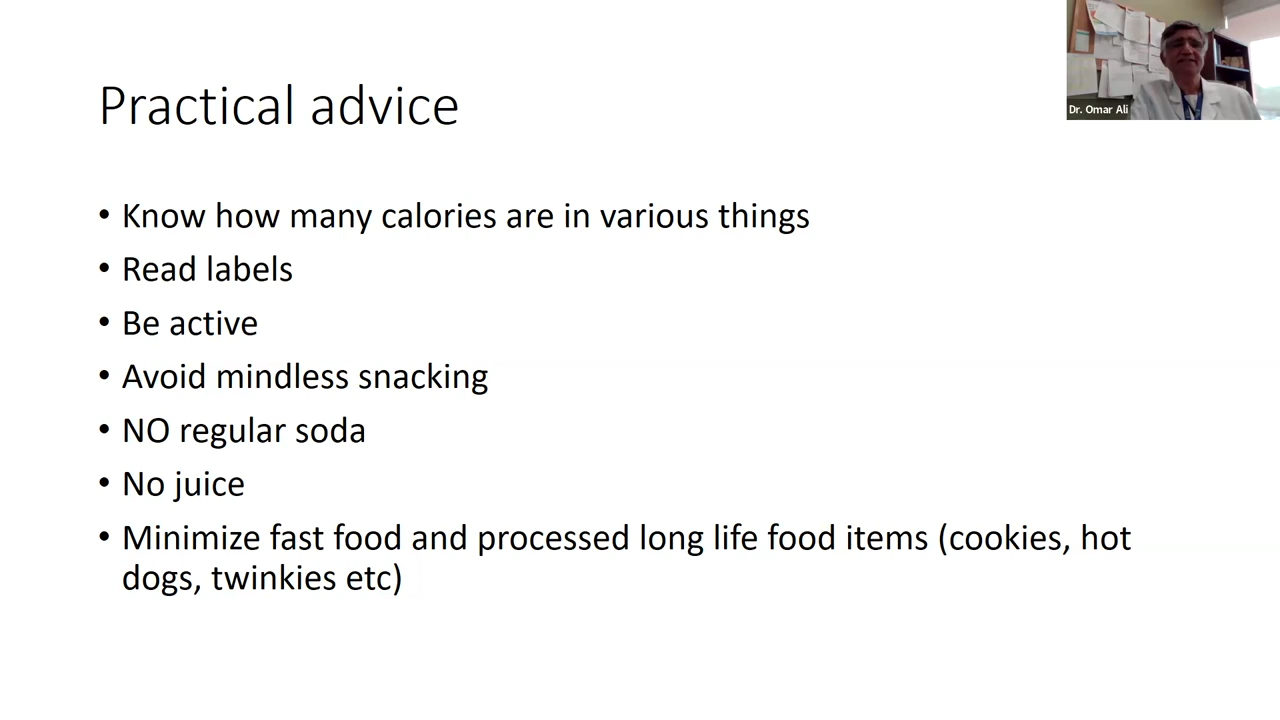 Practical advice
Dr. Omar Ali
• Know how many calories are in various things
• Read labels
• Be active
• Avoid mindless snacking
• NO regular soda
• No juice
• Minimize fast food and processed long life food items (cookies, hot
dogs, twinkies etc)